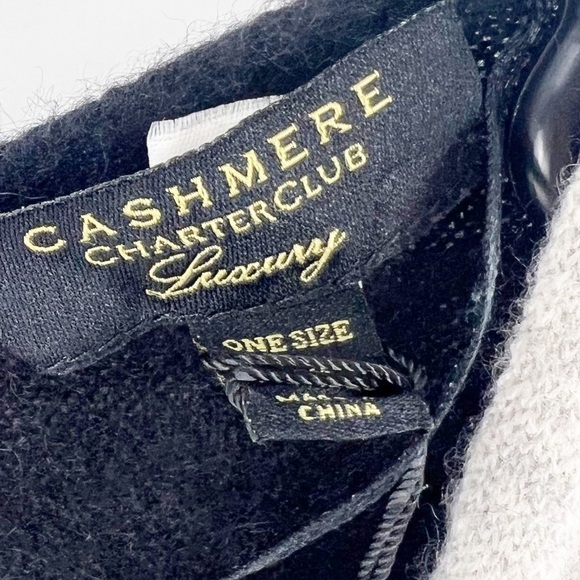 CASHMERE
CHARTER CLUB
Luxury
ONE SIZE
CHINA